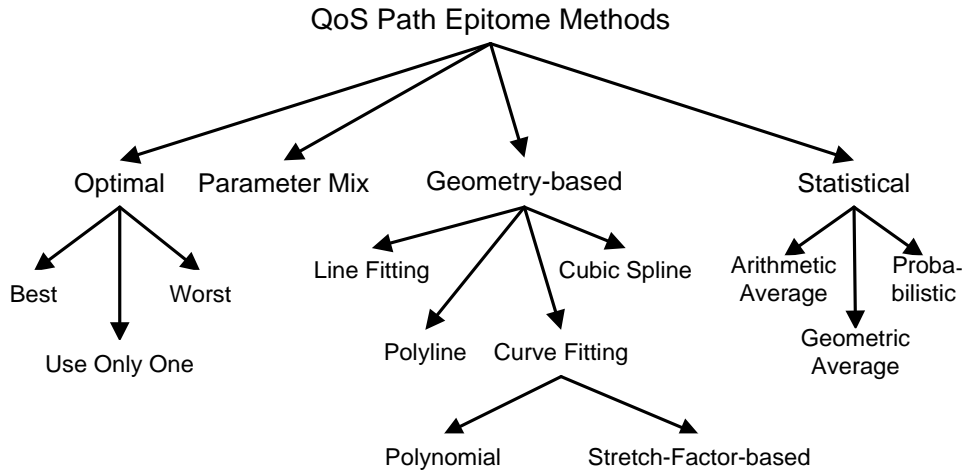 QoS Path Epitome Methods
Optimal
Parameter Mix
Geometry-based
Statistical
Best
Worst
Use Only One
Line Fitting
Cubic Spline
Polyline
Curve Fitting
Polynomial
Stretch-Factor-based
Arithmetic
Average
Proba-
bilistic
Geometric
Average